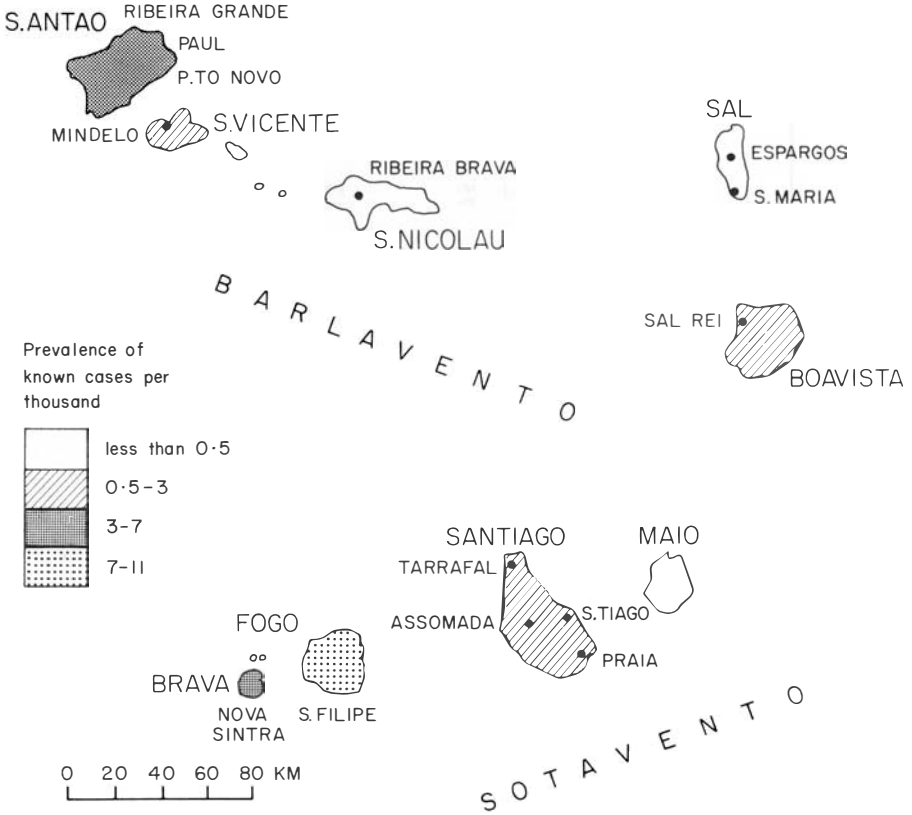 S.ANTAO
RIBEIRA GRANDE
PAUL
P.TO NOVO
MINDELO
S.VICENTE
RIBEIRA BRAVA
S.NICOLAU
SAL
ESPARGOS
S.MARIA
BARLAVENTO
SAL REI
BOAVISTA
Prevalence of
known cases per
thousand
less than 0·5
0·5-3
3-7
7-11
SANTIAGO
MAIO
TARRAFAL
ASSOMADA
S.TIAGO
PRAIA
FOGO
BRAVA
NOVA
SINTRA
S.FILIPE
SOTAVENTO
0 20 40 60 80 KM